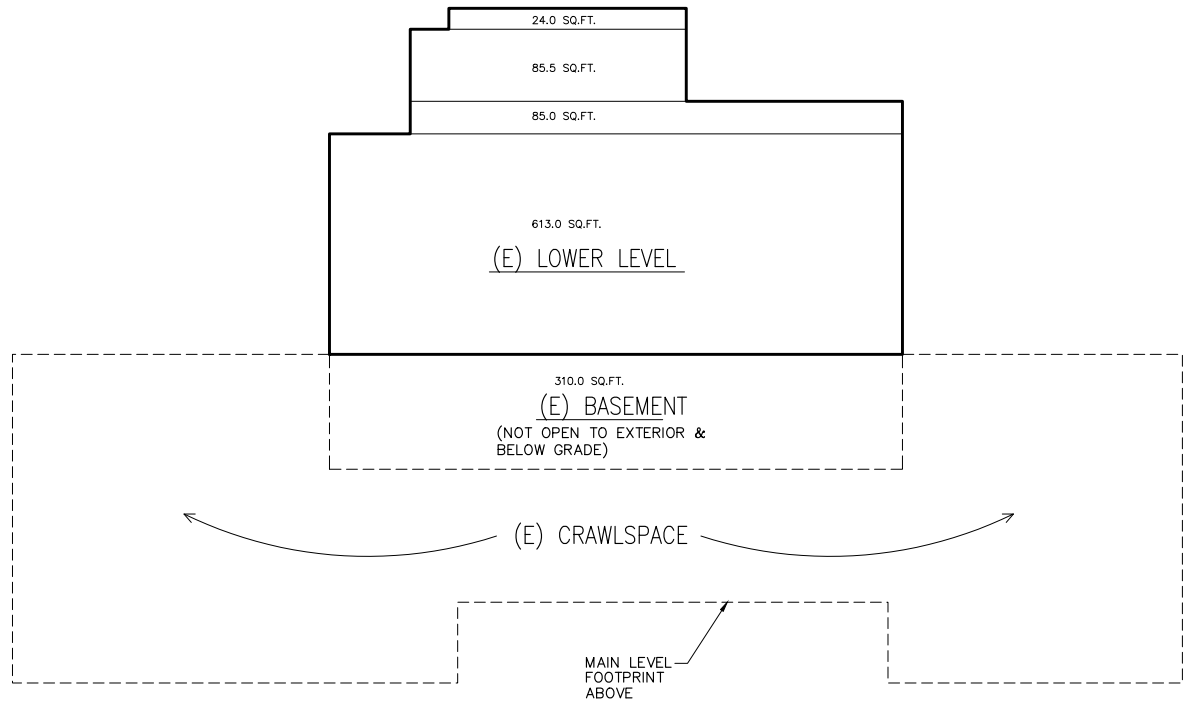 24.0 SQ.FT.
85.5 SQ.FT.
85.0 SQ.FT.
613.0 SQ.FT.
(E) LOWER LEVEL
310.0 SQ.FT.
(E) BASEMENT
(NOT OPEN TO EXTERIOR &
BELOW GRADE)
(E) CRAWLSPACE
MAIN LEVEL
FOOTPRINT
ABOVE